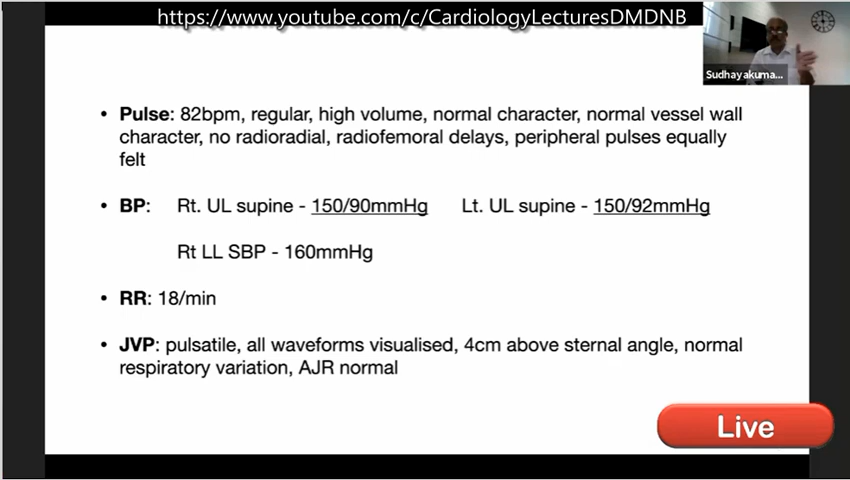 https://www.youtube.com/c/CardiologyLecturesDMDNB
Sudhayakuma...
• Pulse: 82bpm, regular, high volume, normal character, normal vessel wall
character, no radioradial, radiofemoral delays, peripheral pulses equally
felt
• BP: Rt. UL supine - 150/90mmHg Lt. UL supine - 150/92mmHg
Rt LL SBP - 160mmHg
• RR: 18/min
• JVP: pulsatile, all waveforms visualised, 4cm above sternal angle, normal
respiratory variation, AJR normal
Live